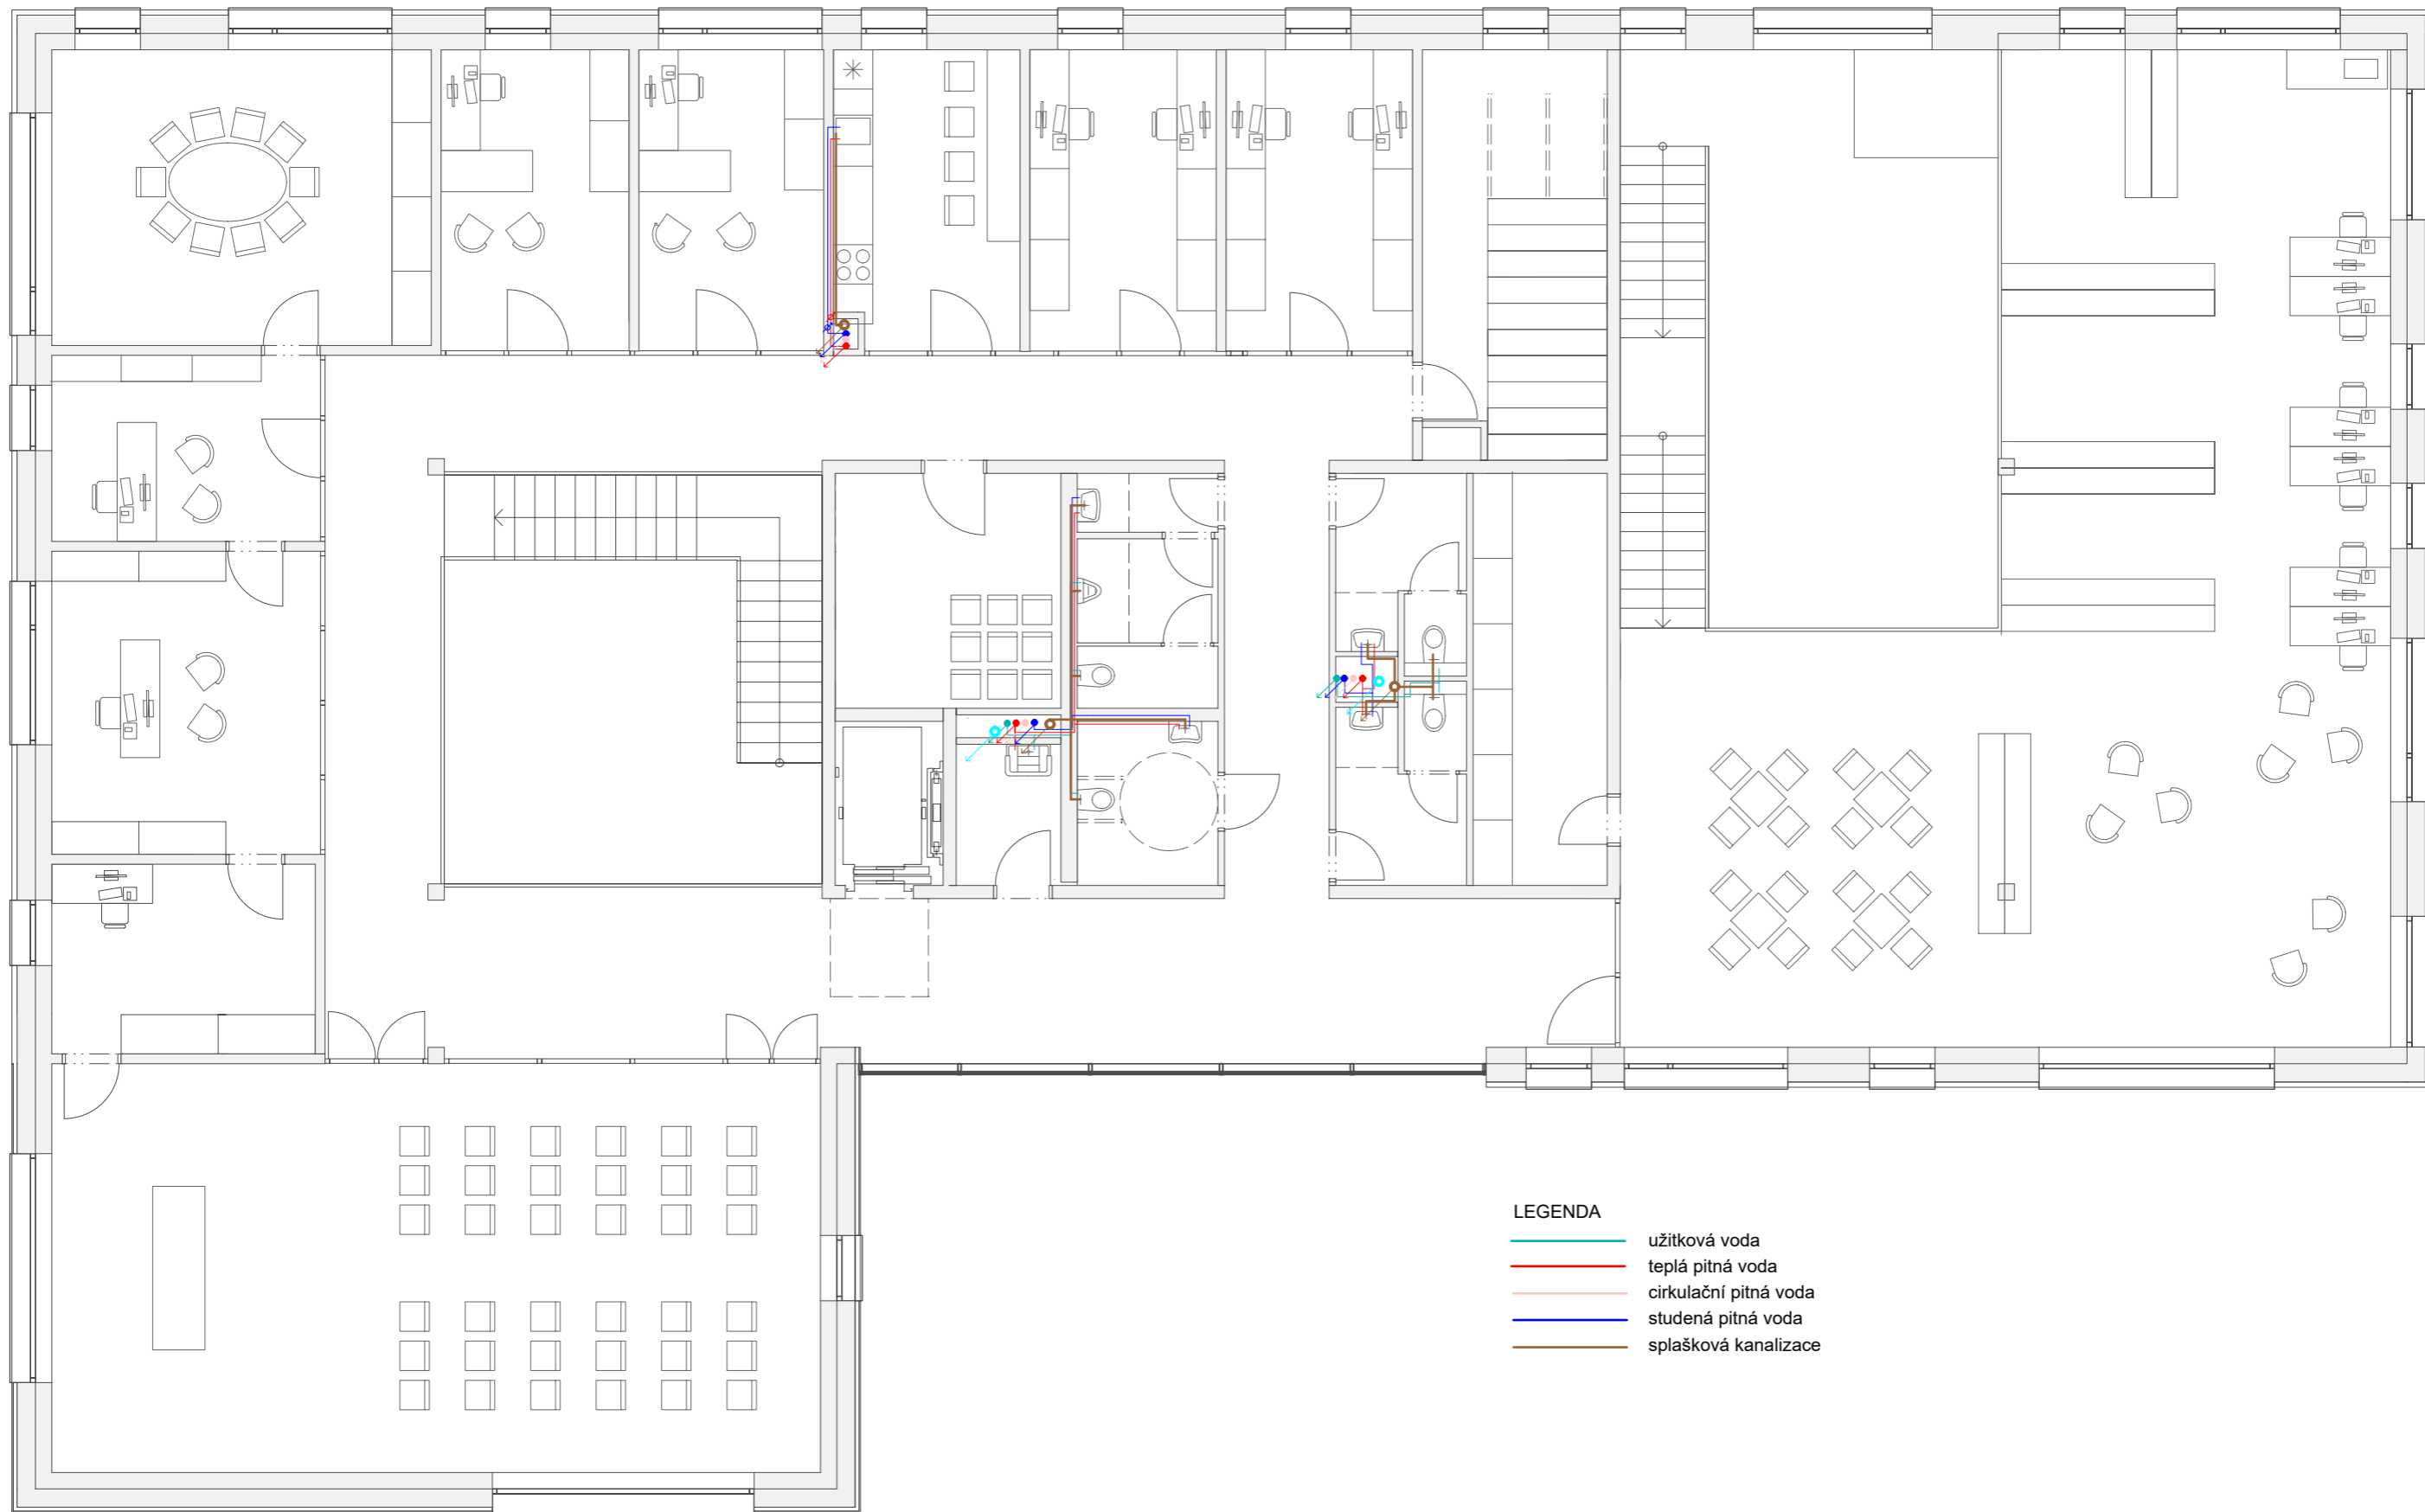 LEGENDA
užitková voda
teplá pitná voda
cirkulační pitná voda
studená pitná voda
splašková kanalizace